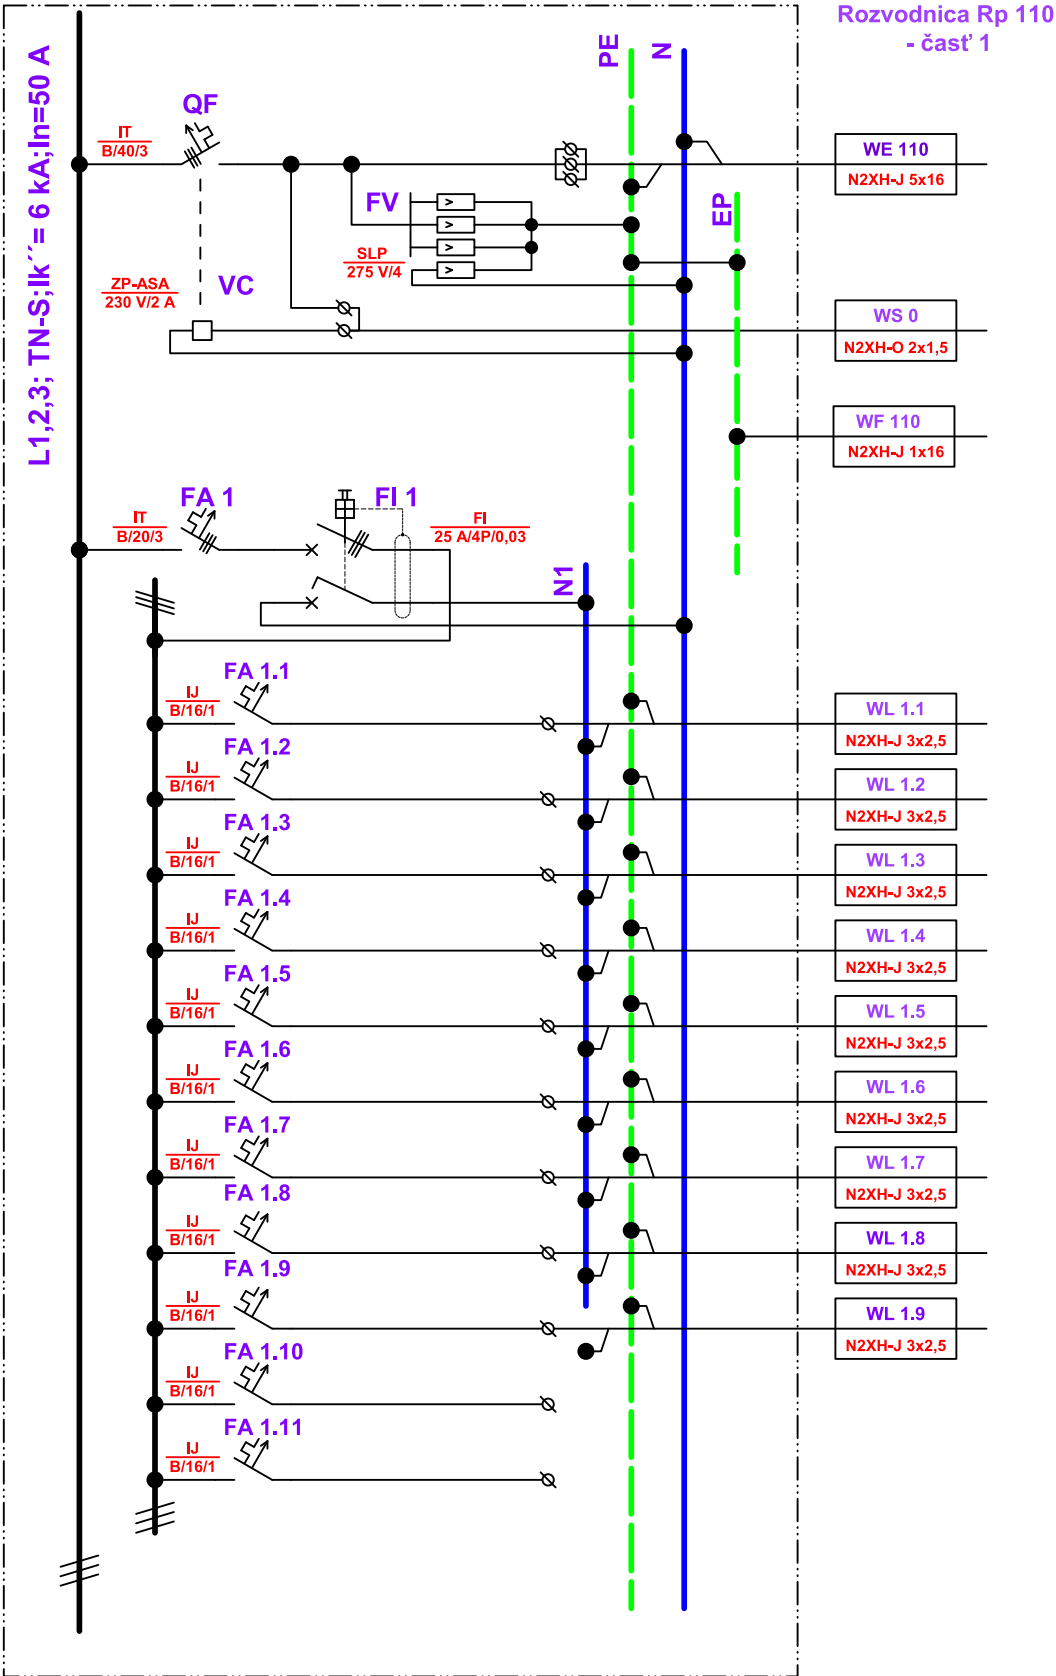 Rozvodnica Rp 110
- časť 1
L1,2,3; TN-S;Ik´´= 6 kA;In=50 A
PE
N
QF
IT
B/40/3
WE 110
N2XH-J 5x16
FV
EP
SLP
275 V/4
ZP-ASA
230 V/2 A
VC
WS 0
N2XH-O 2x1,5
WF 110
N2XH-J 1x16
FA 1
FI 1
IT
B/20/3
FI
25 A/4P/0,03
N1
FA 1.1
IJ
B/16/1
WL 1.1
N2XH-J 3x2,5
FA 1.2
IJ
B/16/1
WL 1.2
N2XH-J 3x2,5
FA 1.3
IJ
B/16/1
WL 1.3
N2XH-J 3x2,5
FA 1.4
IJ
B/16/1
WL 1.4
N2XH-J 3x2,5
FA 1.5
IJ
B/16/1
WL 1.5
N2XH-J 3x2,5
FA 1.6
IJ
B/16/1
WL 1.6
N2XH-J 3x2,5
FA 1.7
IJ
B/16/1
WL 1.7
N2XH-J 3x2,5
FA 1.8
IJ
B/16/1
WL 1.8
N2XH-J 3x2,5
FA 1.9
IJ
B/16/1
WL 1.9
N2XH-J 3x2,5
FA 1.10
IJ
B/16/1
FA 1.11
IJ
B/16/1